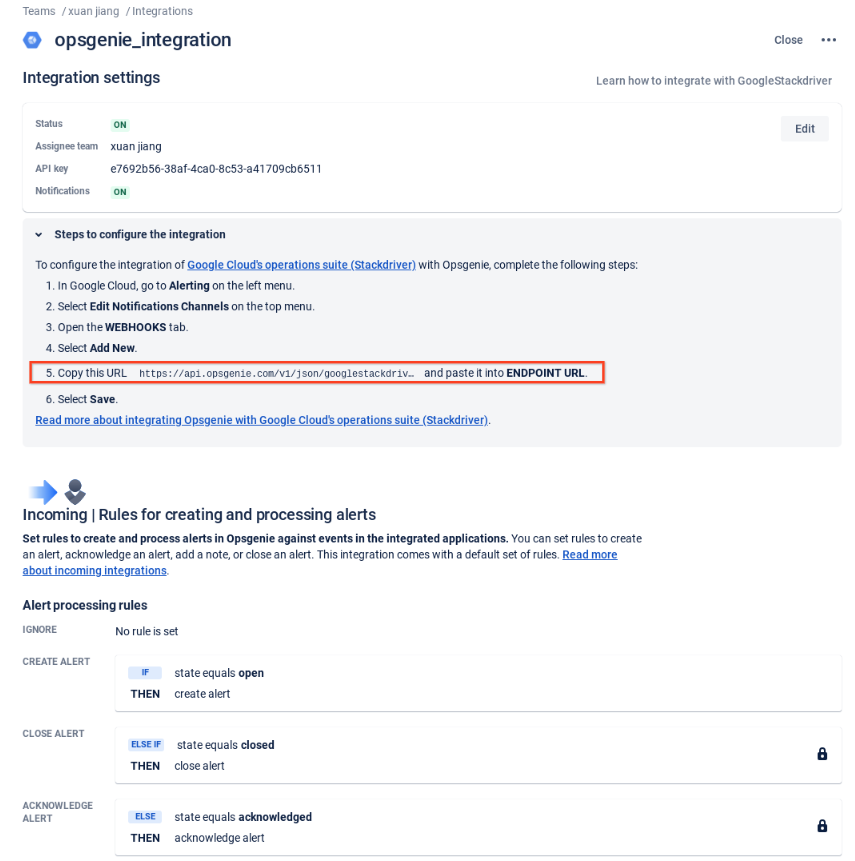 Teams / xuan jiang / Integrations
opsgenie_integration
Close
Integration settings
Learn how to integrate with GoogleStackdriver
Status ON
Edit
Assignee team xuan jiang
API key e7692b56-38af-4ca0-8c53-a41709cb6511
Notifications ON
Steps to configure the integration
To configure the integration of Google Cloud's operations suite (Stackdriver) with Opsgenie, complete the following steps:
1. In Google Cloud, go to Alerting on the left menu.
2. Select Edit Notifications Channels on the top menu.
3. Open the WEBHOOKS tab.
4. Select Add New.
5. Copy this URL https://api.opsgenie.com/v1/json/googlestackdriv… and paste it into ENDPOINT URL.
6. Select Save.
Read more about integrating Opsgenie with Google Cloud's operations suite (Stackdriver).
Incoming | Rules for creating and processing alerts
Set rules to create and process alerts in Opsgenie against events in the integrated applications. You can set rules to create
an alert, acknowledge an alert, add a note, or close an alert. This integration comes with a default set of rules. Read more
about incoming integrations.
Alert processing rules
IGNORE No rule is set
CREATE ALERT
IF state equals open
THEN create alert
CLOSE ALERT
ELSE IF state equals closed
THEN close alert
ACKNOWLEDGE
ALERT
ELSE state equals acknowledged
THEN acknowledge alert